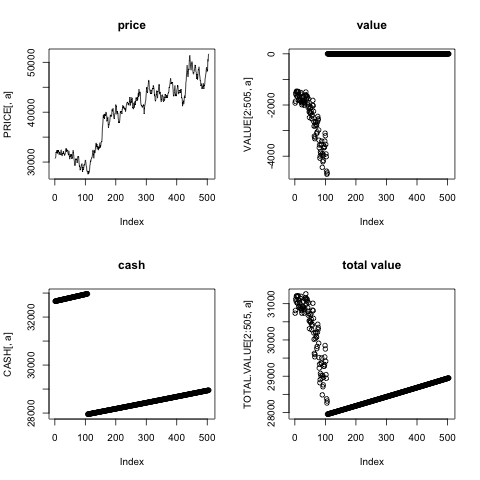 price
PRICE[, a]
30000 40000 50000
0 100 200 300 400 500
Index
value
VALUE[2:505, a]
-4000 -2000 0
0 100 200 300 400 500
Index
cash
CASH[, a]
28000 30000 32000
0 100 200 300 400 500
Index
total value
TOTAL.VALUE[2:505, a]
28000 29000 30000 31000
0 100 200 300 400 500
Index